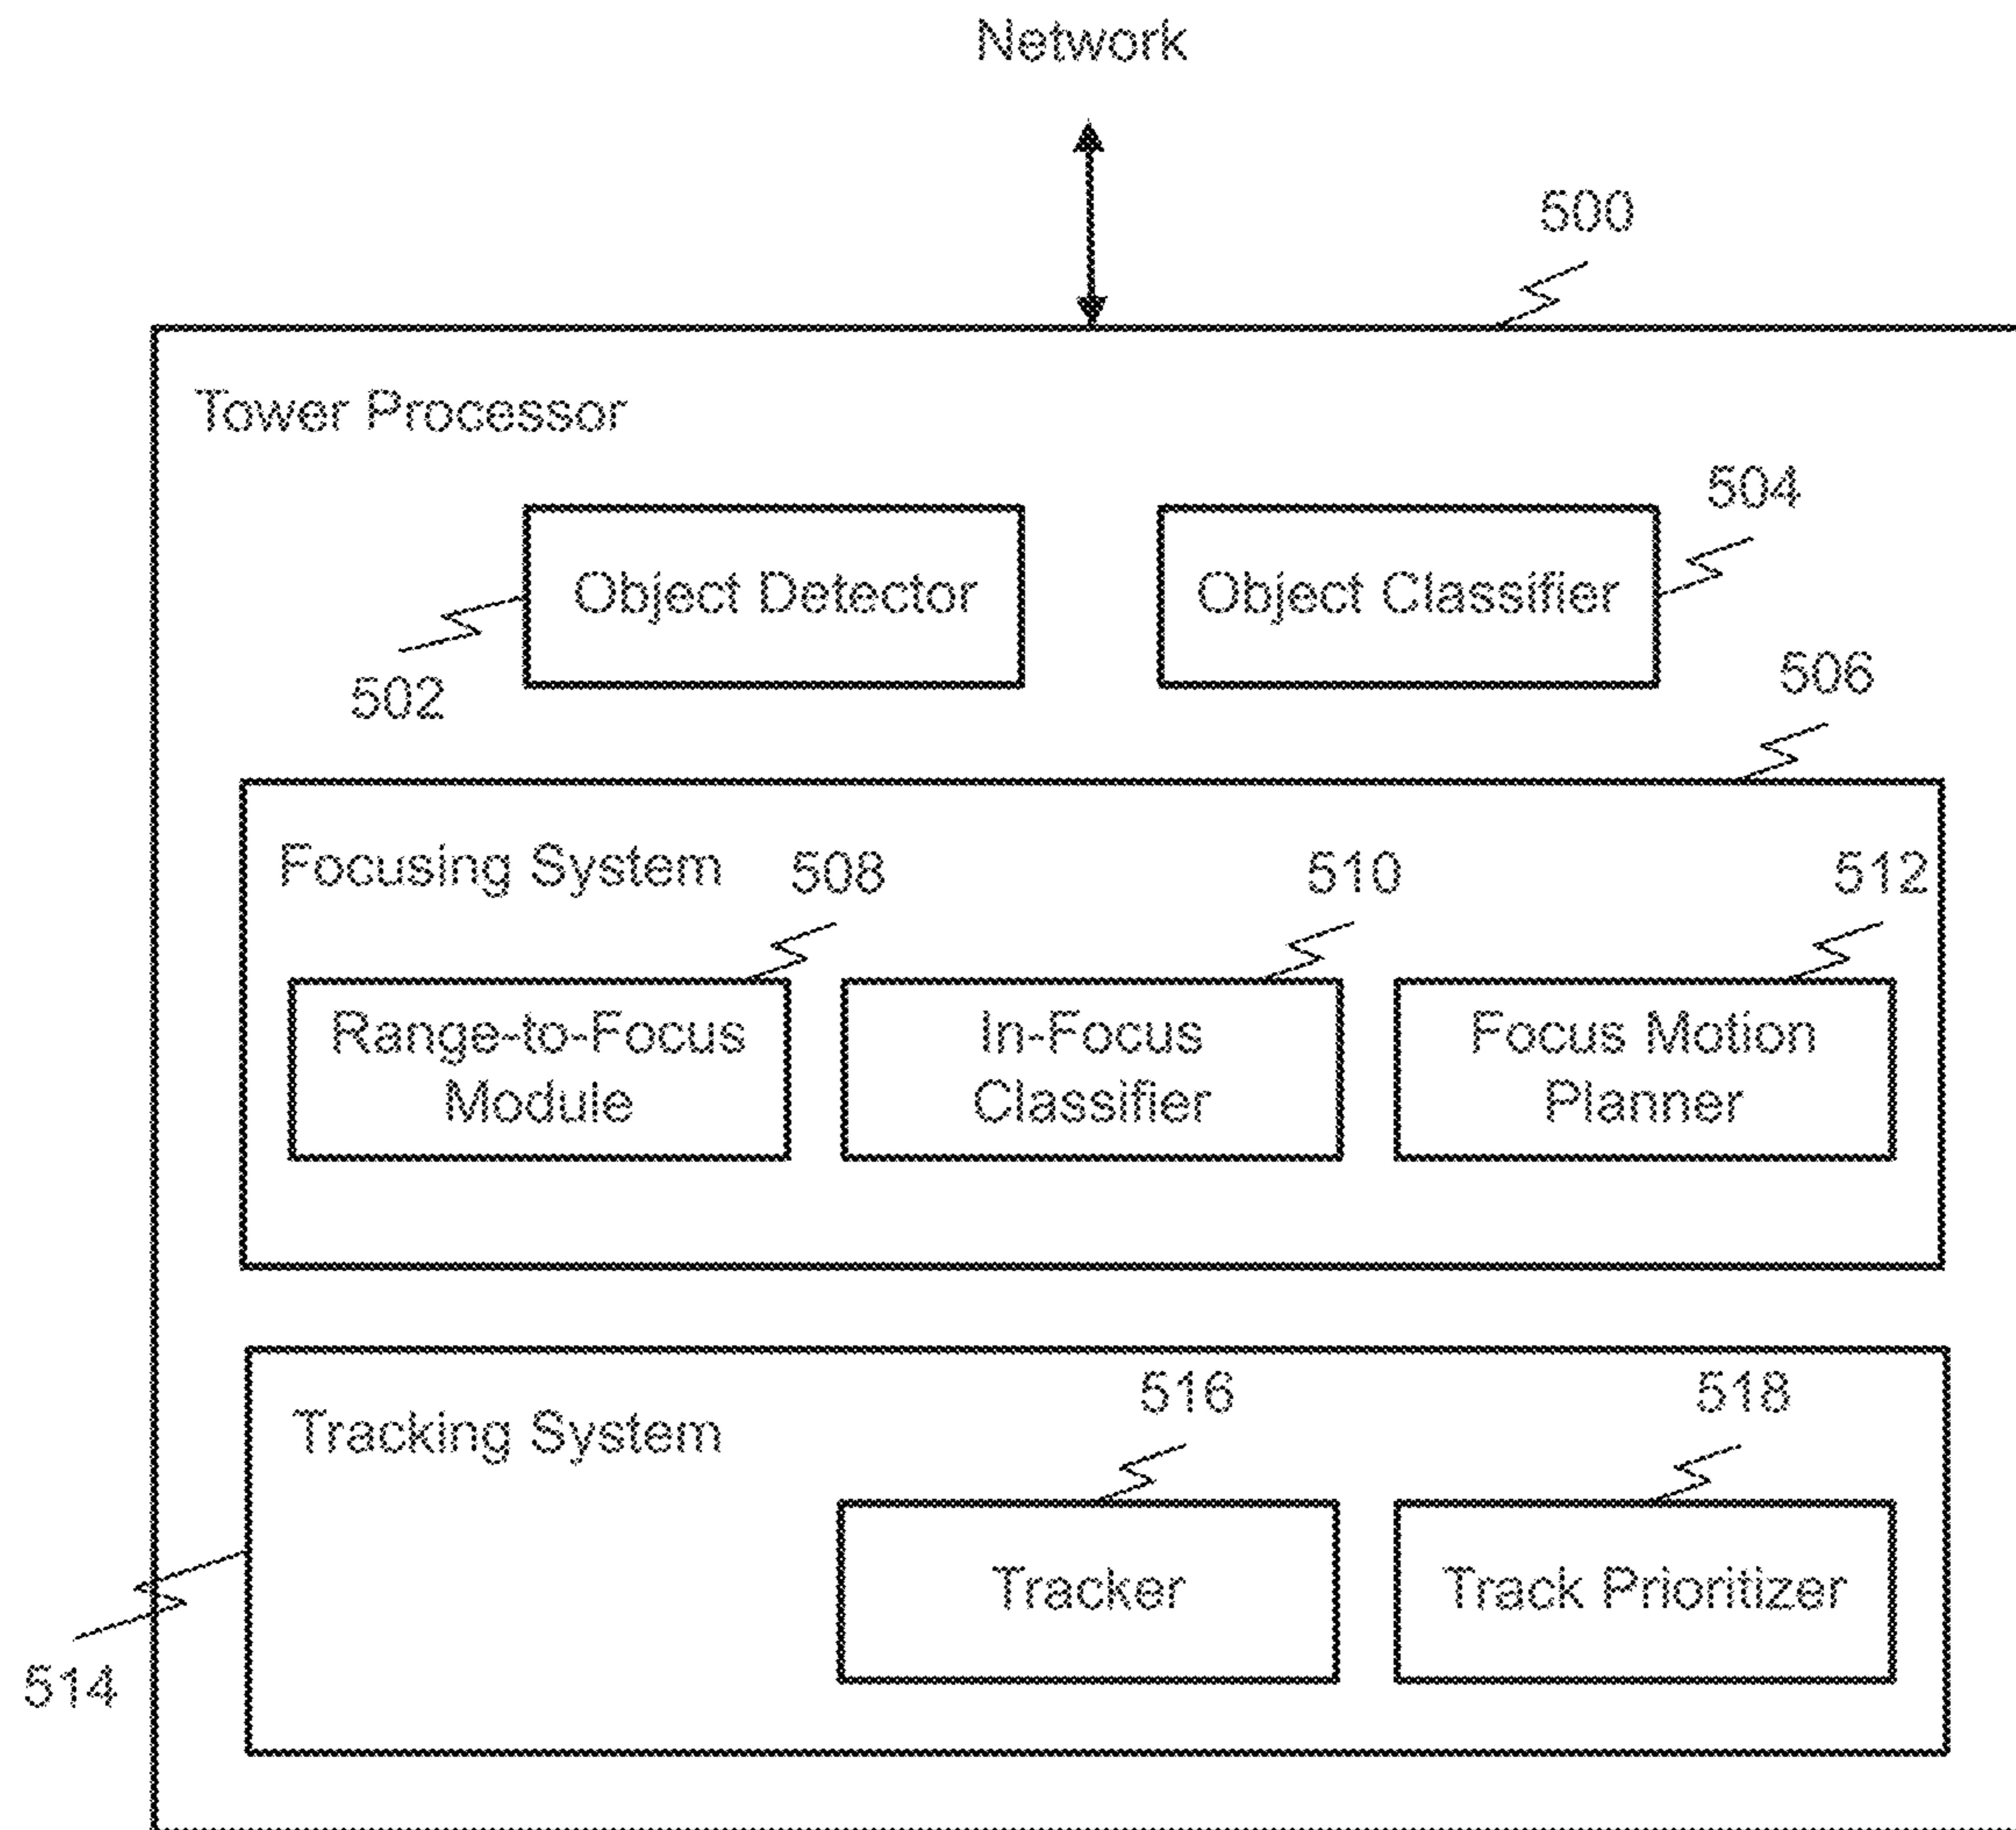 Network
500
Tower Processor
504
Object Detector
Object Classifier
502
506
Focusing System
508
510
512
Range-to-Focus
Module
In-Focus
Classifier
Focus Motion
Planner
Tracking System
516
518
Tracker
Track Prioritizer
514